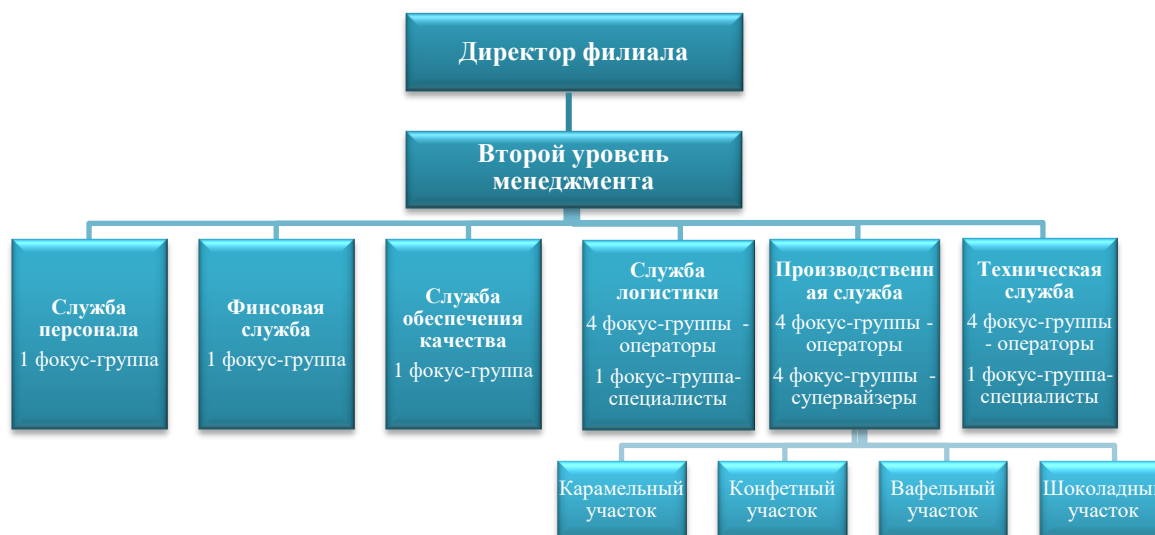 Директор филиала
Второй уровень
менеджмента
Служба
персонала
1 фокус-группа
Финсовая
служба
1 фокус-группа
Служба
обеспечения
качества
1 фокус-группа
Служба
логистики
4 фокус-группы -
операторы
1 фокус-группа-
специалисты
Производственн
ая служба
4 фокус-группы -
операторы
4 фокус-группы -
супервайзеры
Техническая
служба
4 фокус-группы
- операторы
1 фокус-группа-
специалисты
Карамельный
участок
Конфетный
участок
Вафельный
участок
Шоколадный
участок